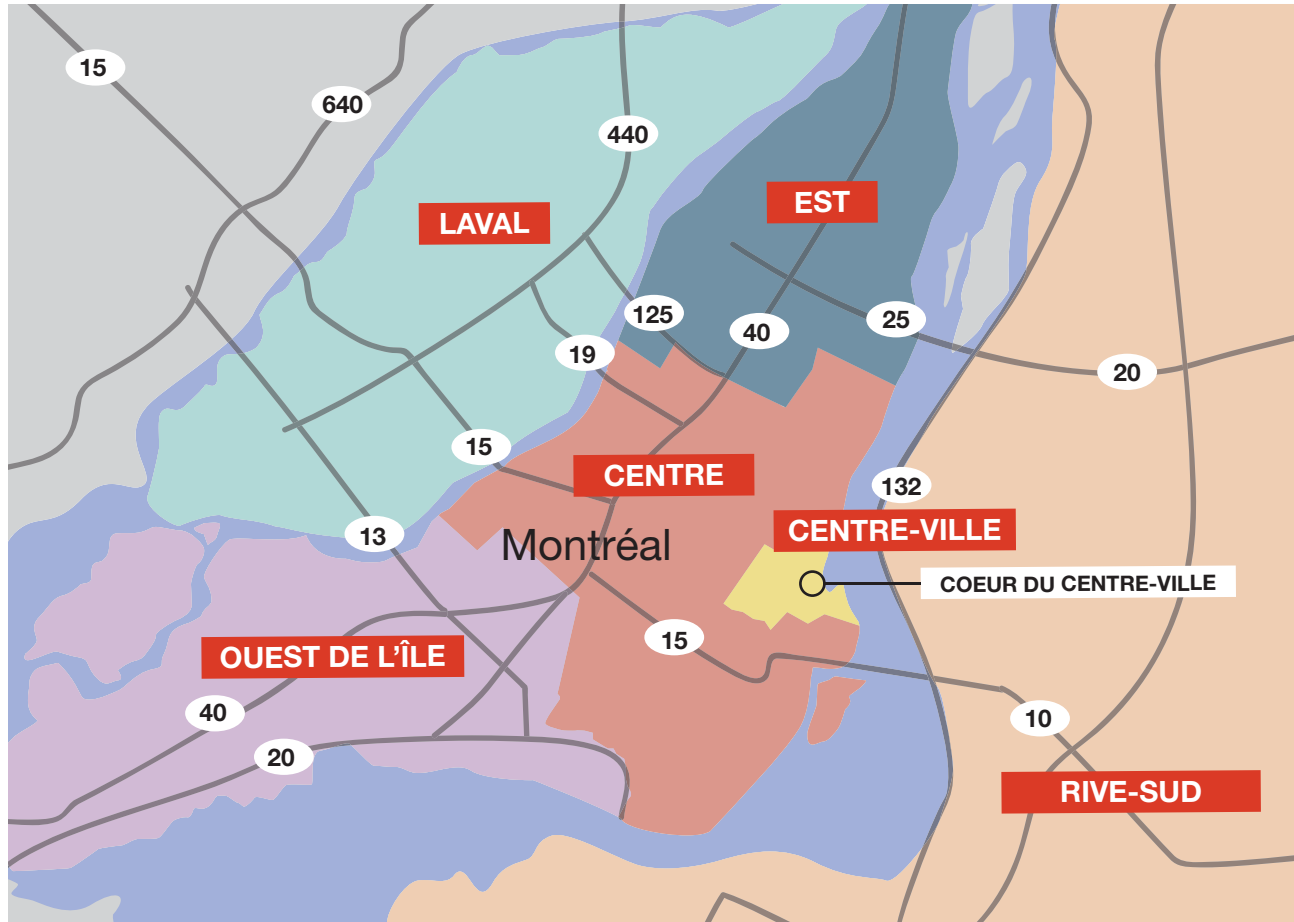 15
640
440
EST
LAVAL
125
40
25
19
20
15
CENTRE
132
13
Montréal
CENTRE-VILLE
COEUR DU CENTRE-VILLE
15
OUEST DE L'ÎLE
40
10
20
RIVE-SUD